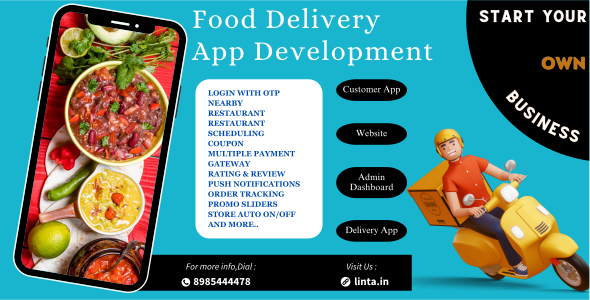 Food Delivery
App Development
START YOUR
OWN
BUSINESS
LOGIN WITH OTP
NEARBY
RESTAURANT
RESTAURANT
SCHEDULING
COUPON
MULTIPLE PAYMENT
GATEWAY
RATING & REVIEW
PUSH NOTIFICATIONS
ORDER TRACKING
PROMO SLIDERS
STORE AUTO ON/OFF
AND MORE..
Customer App
Website
Admin
Dashboard
Delivery App
For more info,Dial :
8985444478
Visit Us :
linta.in